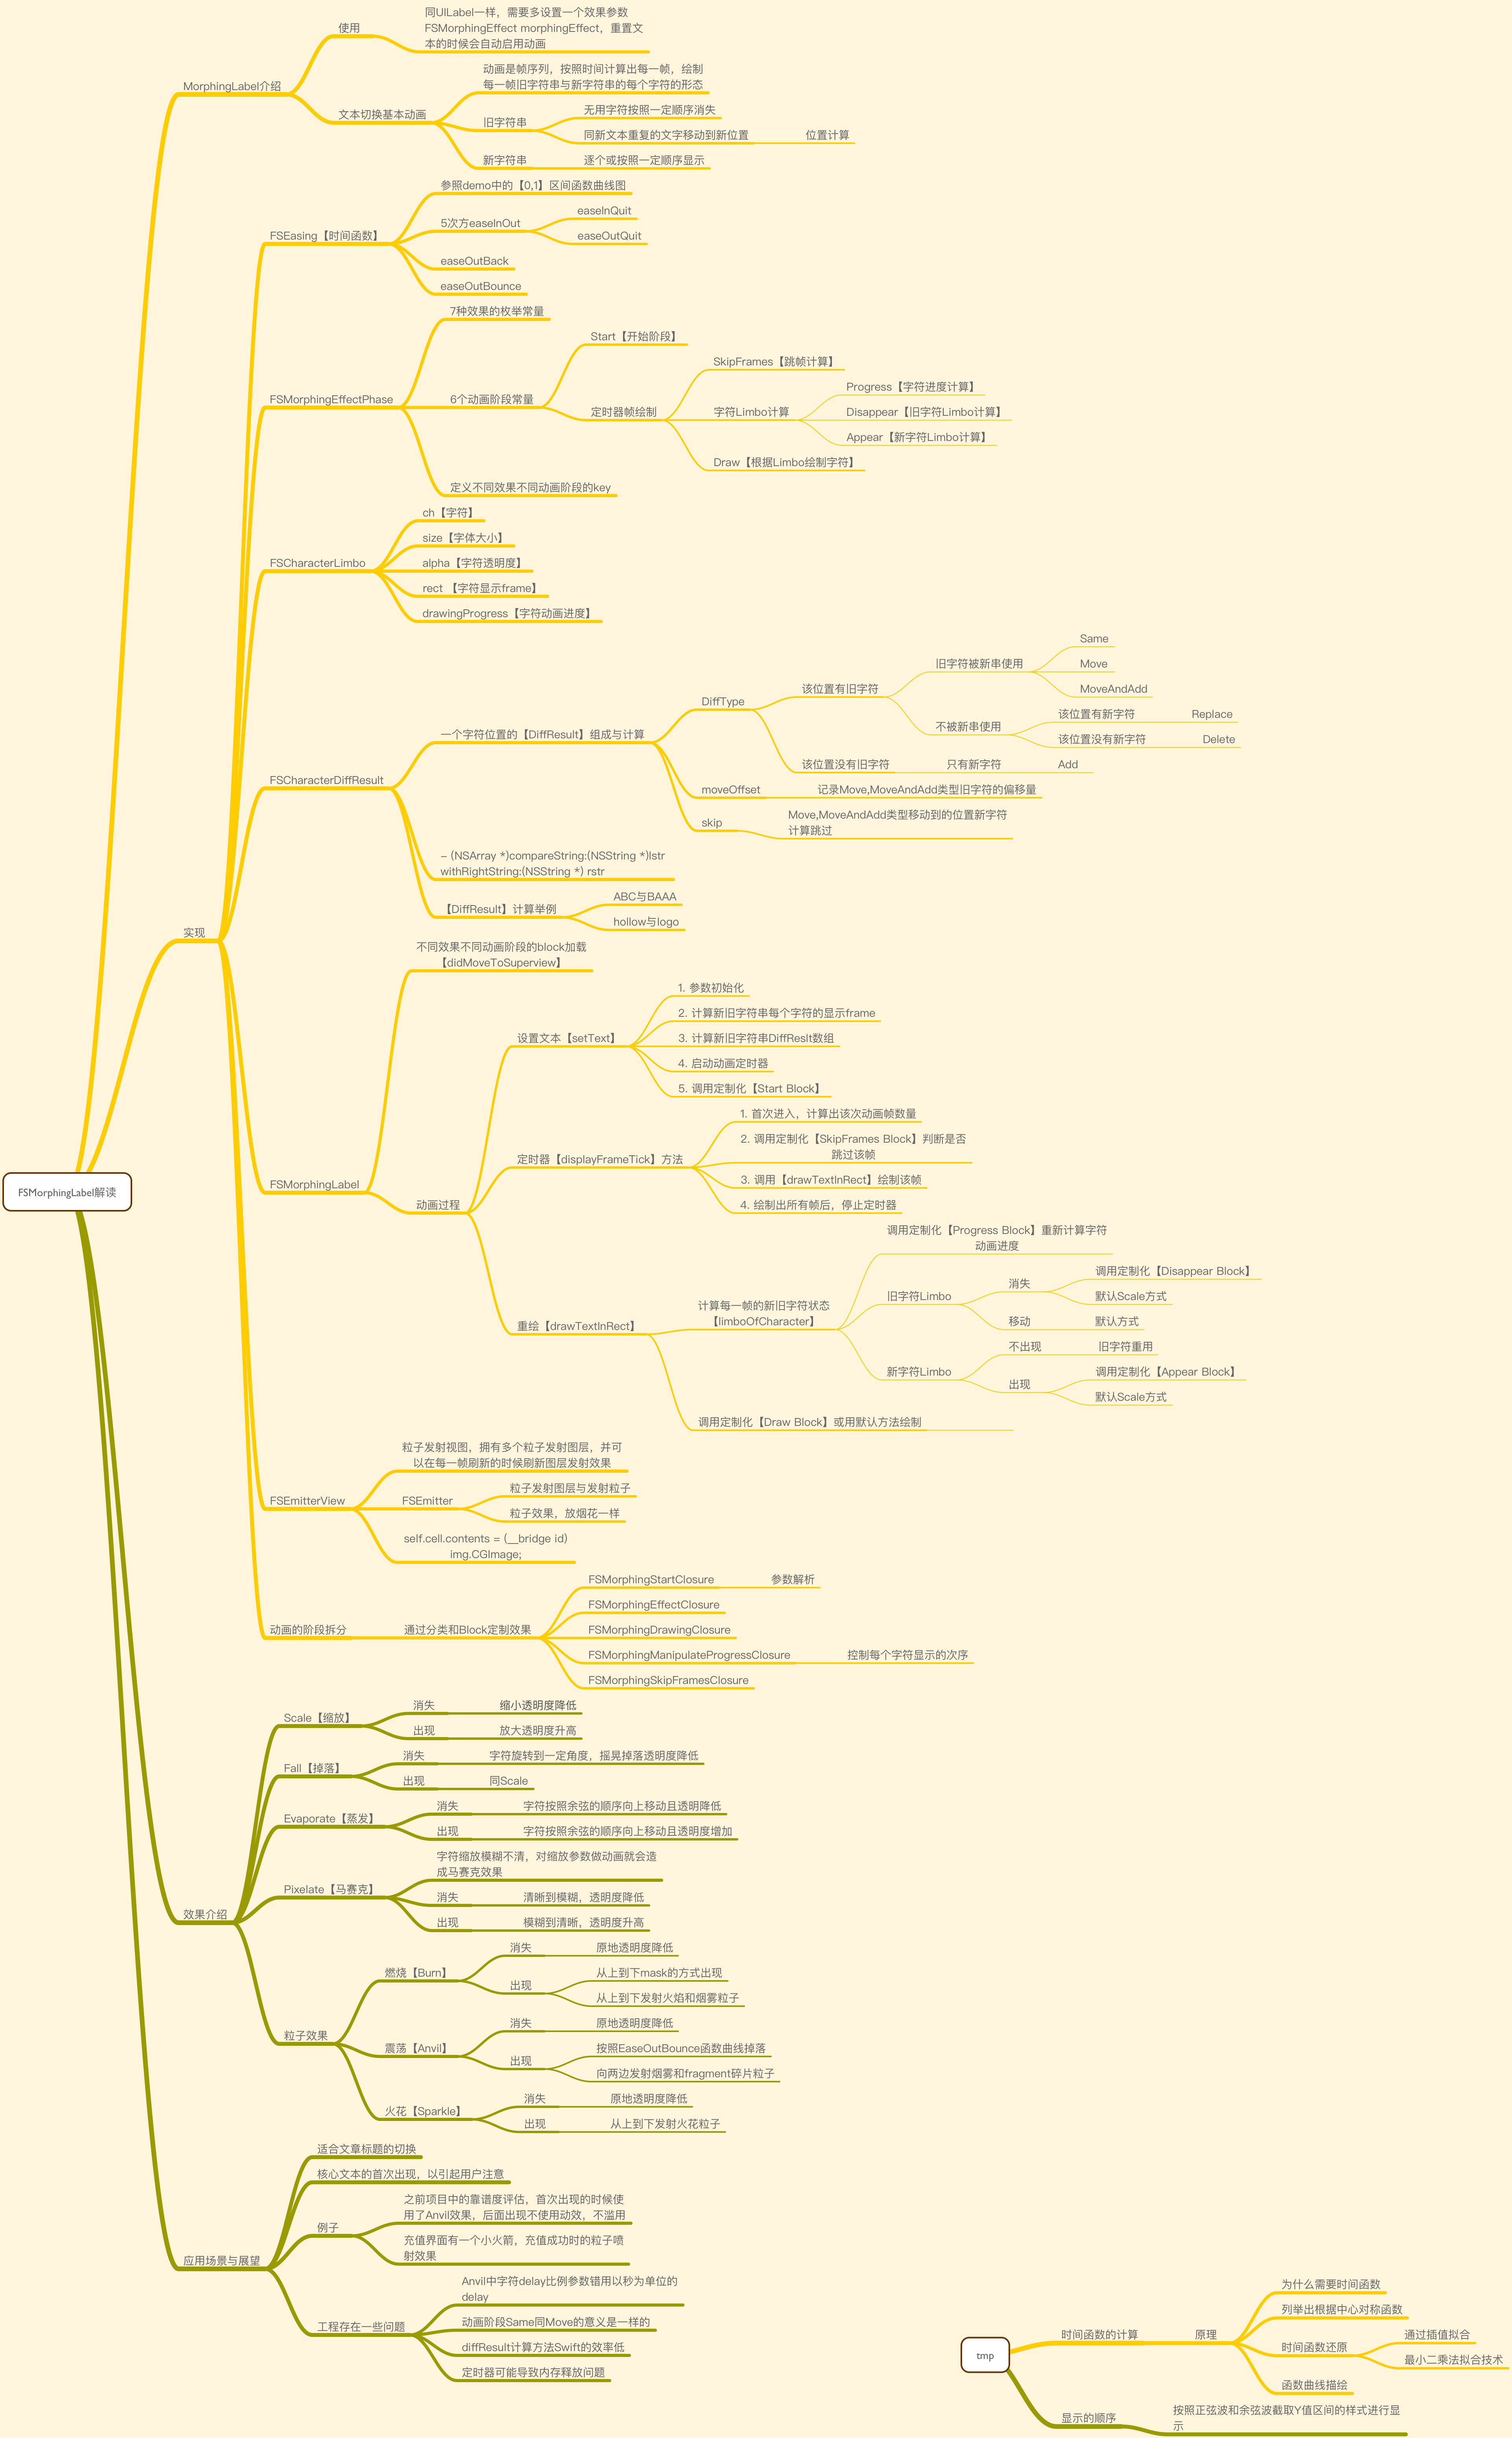 FSMorphingLabel解读
MorphingLabel介绍
使用
同UILabel一样，需要多设置一个效果参数
FSMorphingEffect morphingEffect，重置文
本的时候会自动启用动画
文本切换基本动画
动画是帧序列，按照时间计算出每一帧，绘制
每一帧旧字符串与新字符串的每个字符的形态
旧字符串
无用字符按照一定顺序消失
同新文本重复的文字移动到新位置
位置计算
新字符串
逐个或按照一定顺序显示
实现
FSEasing【时间函数】
参照demo中的【0,1】区间函数曲线图
5次方easeInOut
easeInQuit
easeOutQuit
easeOutBack
easeOutBounce
FSMorphingEffectPhase
7种效果的枚举常量
6个动画阶段常量
Start【开始阶段】
定时器帧绘制
SkipFrames【跳帧计算】
字符Limbo计算
Progress【字符进度计算】
Disappear【旧字符Limbo计算】
Appear【新字符Limbo计算】
Draw【根据Limbo绘制字符】
定义不同效果不同动画阶段的key
FSCharacterLimbo
ch【字符】
size【字体大小】
alpha【字符透明度】
rect 【字符显示frame】
drawingProgress【字符动画进度】
FSCharacterDiffResult
一个字符位置的【DiffResult】组成与计算
DiffType
该位置有旧字符
旧字符被新串使用
Same
Move
MoveAndAdd
不被新串使用
该位置有新字符
Replace
该位置没有新字符
Delete
该位置没有旧字符
只有新字符
Add
moveOffset
记录Move,MoveAndAdd类型旧字符的偏移量
skip
Move,MoveAndAdd类型移动到的位置新字符
计算跳过
- (NSArray *)compareString:(NSString *)lstr
withRightString:(NSString *) rstr
【DiffResult】计算举例
ABC与BAAA
hollow与logo
FSMorphingLabel
不同效果不同动画阶段的block加载
【didMoveToSuperview】
动画过程
设置文本【setText】
1. 参数初始化
2. 计算新旧字符串每个字符的显示frame
3. 计算新旧字符串DiffReslt数组
4. 启动动画定时器
5. 调用定制化【Start Block】
定时器【displayFrameTick】方法
1. 首次进入，计算出该次动画帧数量
2. 调用定制化【SkipFrames Block】判断是否
跳过该帧
3. 调用【drawTextInRect】绘制该帧
4. 绘制出所有帧后，停止定时器
重绘【drawTextInRect】
计算每一帧的新旧字符状态
【limboOfCharacter】
调用定制化【Progress Block】重新计算字符
动画进度
旧字符Limbo
消失
调用定制化【Disappear Block】
默认Scale方式
移动
默认方式
新字符Limbo
不出现
旧字符重用
出现
调用定制化【Appear Block】
默认Scale方式
调用定制化【Draw Block】或用默认方法绘制
FSEmitterView
粒子发射视图，拥有多个粒子发射图层，并可
以在每一帧刷新的时候刷新图层发射效果
FSEmitter
粒子发射图层与发射粒子
粒子效果，放烟花一样
self.cell.contents = (__bridge id)
img.CGImage;
动画的阶段拆分
通过分类和Block定制效果
FSMorphingStartClosure
参数解析
FSMorphingEffectClosure
FSMorphingDrawingClosure
FSMorphingManipulateProgressClosure
控制每个字符显示的次序
FSMorphingSkipFramesClosure
效果介绍
Scale【缩放】
消失
缩小透明度降低
出现
放大透明度升高
Fall【掉落】
消失
字符旋转到一定角度，摇晃掉落透明度降低
出现
同Scale
Evaporate【蒸发】
消失
字符按照余弦的顺序向上移动且透明降低
出现
字符按照余弦的顺序向上移动且透明度增加
Pixelate【马赛克】
字符缩放模糊不清，对缩放参数做动画就会造
成马赛克效果
消失
清晰到模糊，透明度降低
出现
模糊到清晰，透明度升高
粒子效果
燃烧【Burn】
消失
原地透明度降低
出现
从上到下mask的方式出现
从上到下发射火焰和烟雾粒子
震荡【Anvil】
消失
原地透明度降低
出现
按照EaseOutBounce函数曲线掉落
向两边发射烟雾和fragment碎片粒子
火花【Sparkle】
消失
原地透明度降低
出现
从上到下发射火花粒子
应用场景与展望
适合文章标题的切换
核心文本的首次出现，以引起用户注意
例子
之前项目中的靠谱度评估，首次出现的时候使
用了Anvil效果，后面出现不使用动效，不滥用
充值界面有一个小火箭，充值成功时的粒子喷
射效果
工程存在一些问题
Anvil中字符delay比例参数错用以秒为单位的
delay
动画阶段Same同Move的意义是一样的
diffResult计算方法Swift的效率低
定时器可能导致内存释放问题
tmp
时间函数的计算
原理
为什么需要时间函数
列举出根据中心对称函数
时间函数还原
通过插值拟合
最小二乘法拟合技术
函数曲线描绘
显示的顺序
按照正弦波和余弦波截取Y值区间的样式进行显
示